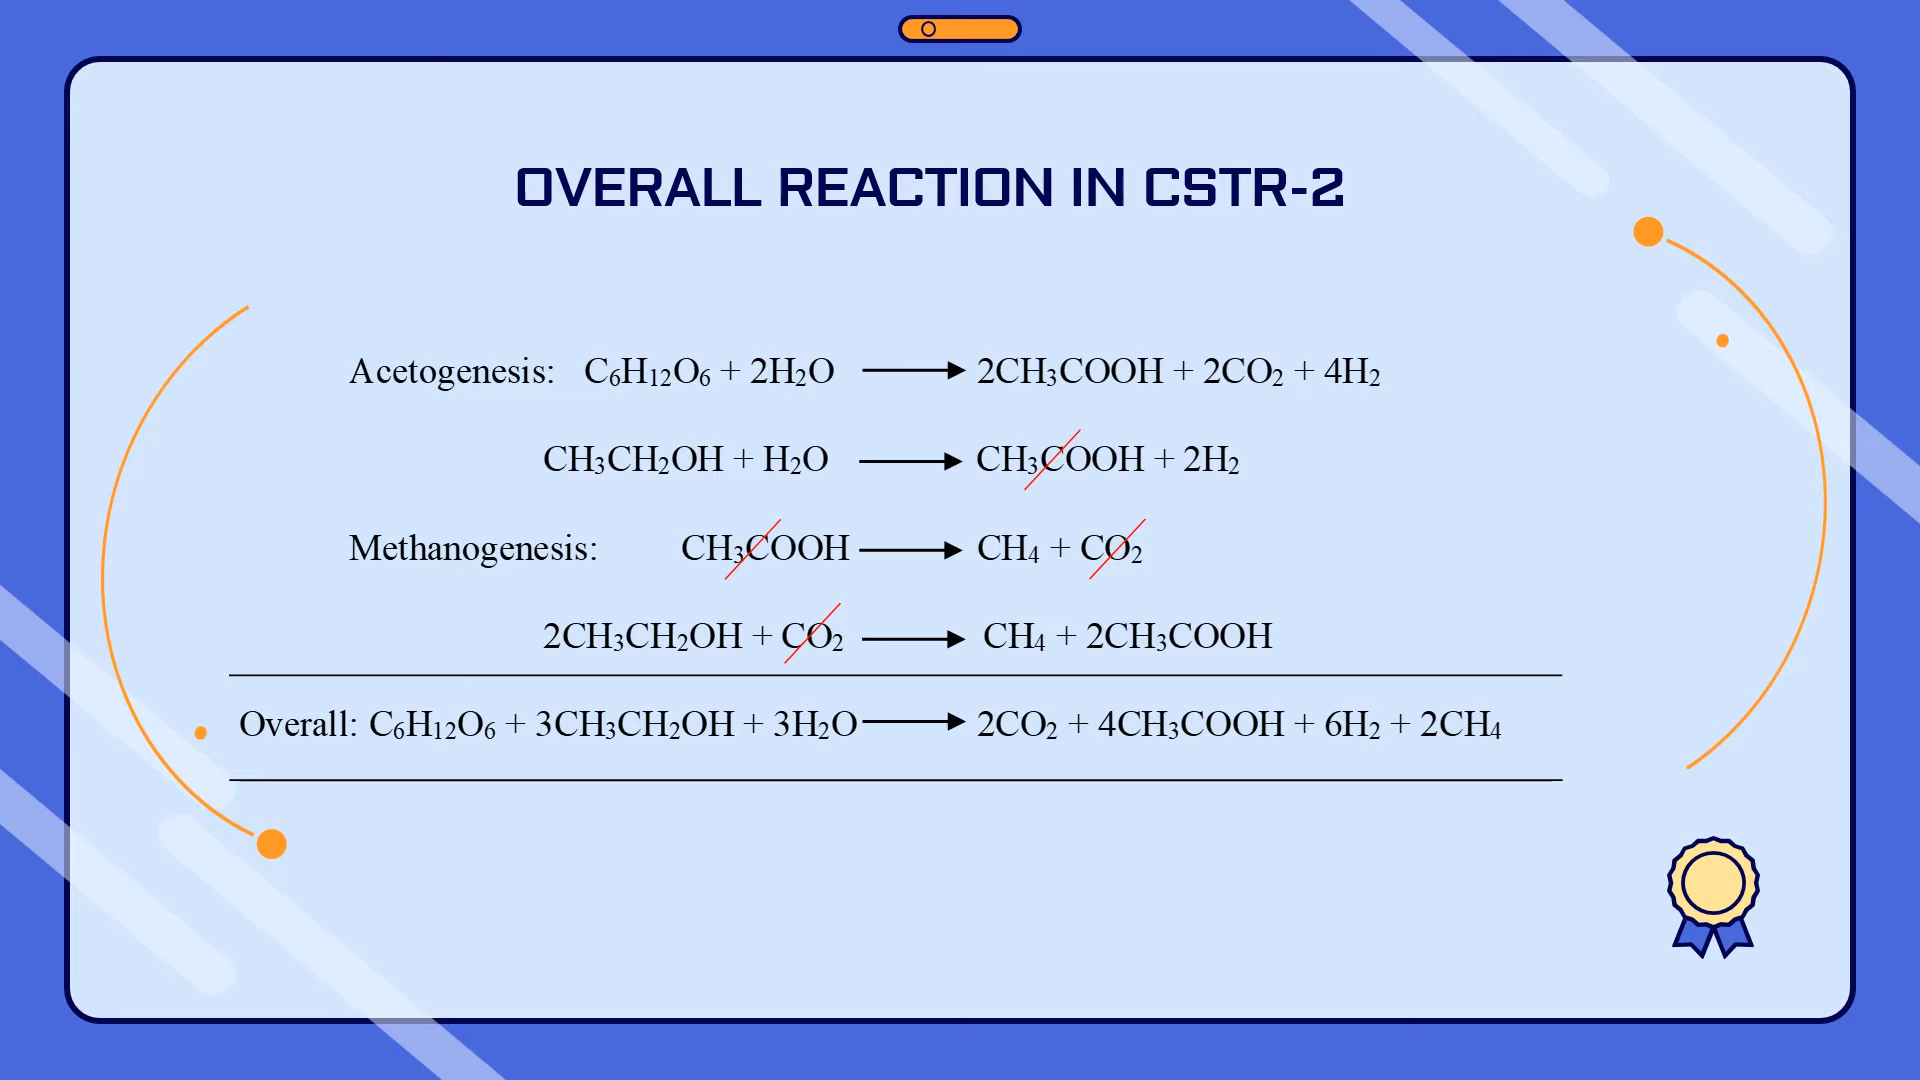 OVERALL REACTION IN CSTR-2
Acetogenesis: C₆H₁₂O₆ + 2H₂O ⟶ 2CH₃COOH + 2CO₂ + 4H₂
CH₃CH₂OH + H₂O ⟶ CH₃COOH + 2H₂
Methanogenesis: CH₃COOH ⟶ CH₄ + CO₂
2CH₃CH₂OH + CO₂ ⟶ CH₄ + 2CH₃COOH
Overall: C₆H₁₂O₆ + 3CH₃CH₂OH + 3H₂O ⟶ 2CO₂ + 4CH₃COOH + 6H₂ + 2CH₄